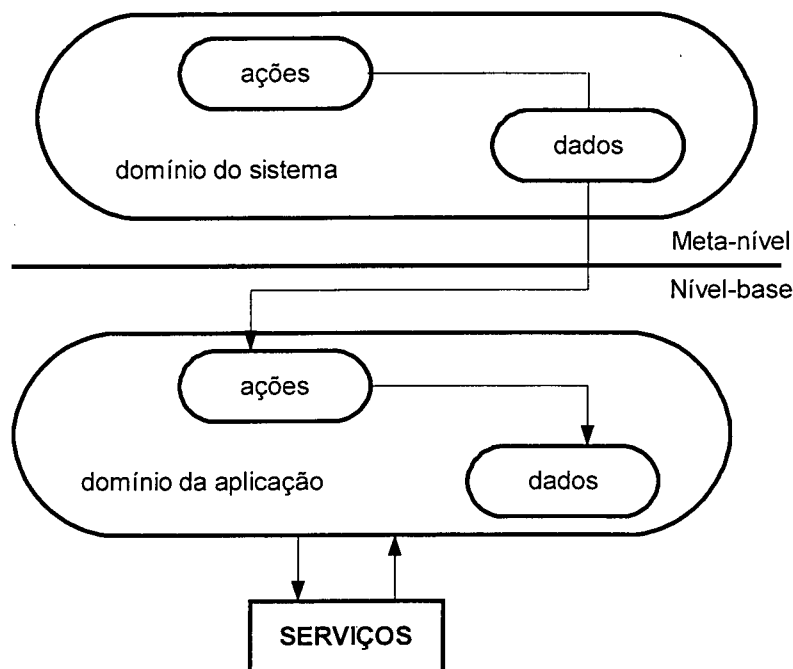 ações
dados
domínio do sistema
Meta-nível
Nível-base
ações
domínio da aplicação
dados
SERVIÇOS